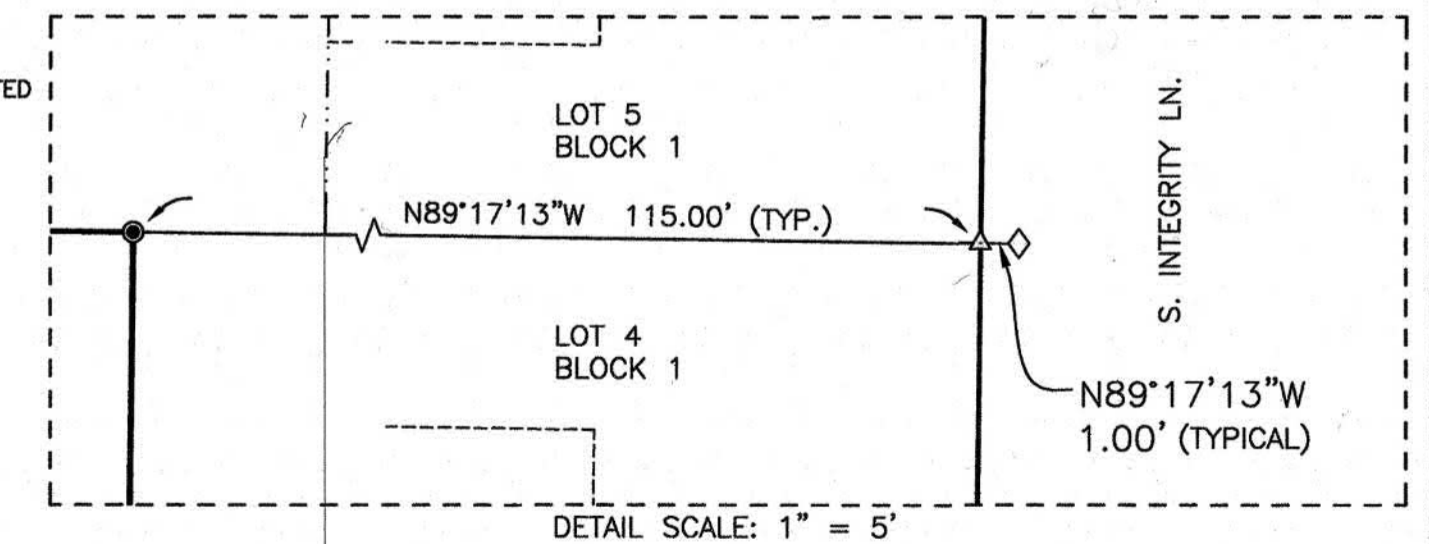 TED
LOT 5
BLOCK 1
N89°17'13"W 115.00' (TYP.)
S. INTEGRITY LN.
LOT 4
BLOCK 1
N89°17'13"W
1.00' (TYPICAL)
DETAIL SCALE: 1" = 5'